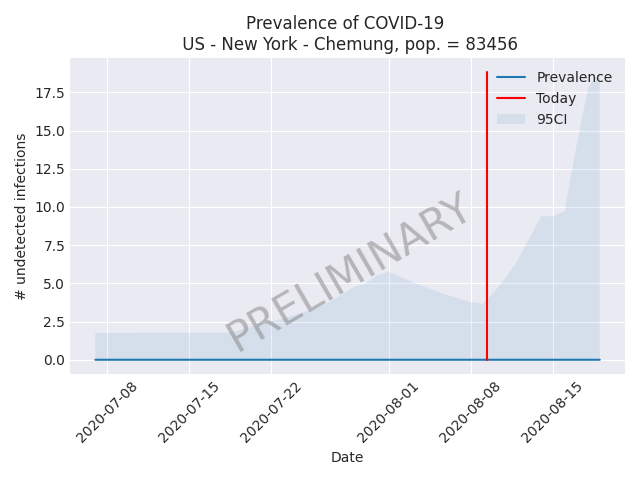 Prevalence of COVID-19
US - New York - Chemung, pop. = 83456
Prevalence
Today
95CI
17.5
15.0
12.5
10.0
7.5
5.0
2.5
0.0
# undetected infections
PRELIMINARY
2020-07-08
2020-07-15
2020-07-22
2020-08-01
2020-08-08
2020-08-15
Date